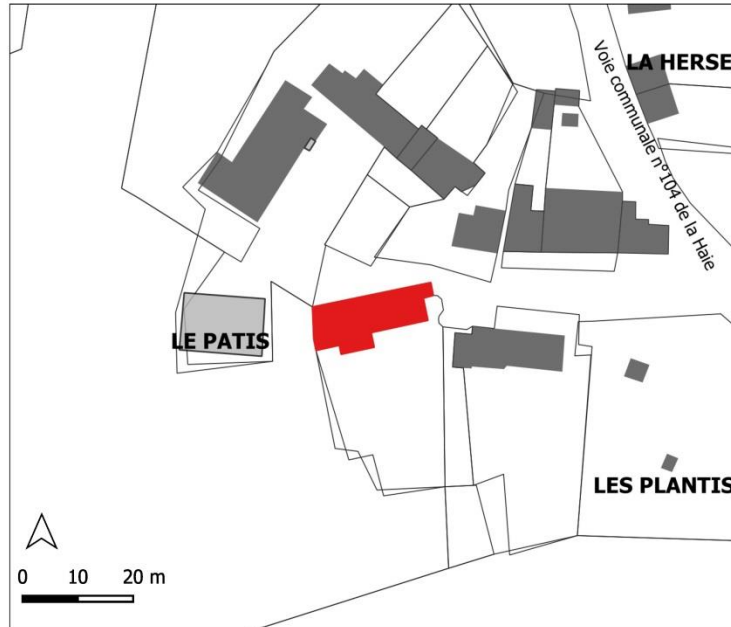 LA HERSE
Voie communale n°104 de la Haie
LE PATIS
LES PLANTIS
0 10 20 m